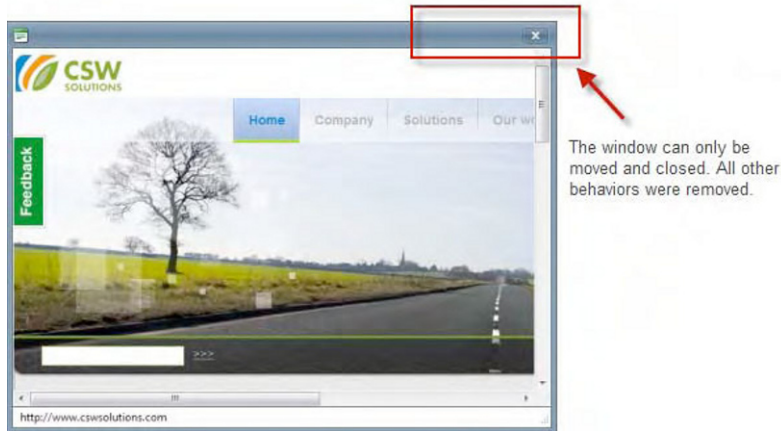 CSW
SOLUTIONS
Home Company Solutions Our
Feedback
>>>
http://www.cswsolutions.com
The window can only be
moved and closed. All other
behaviors were removed.